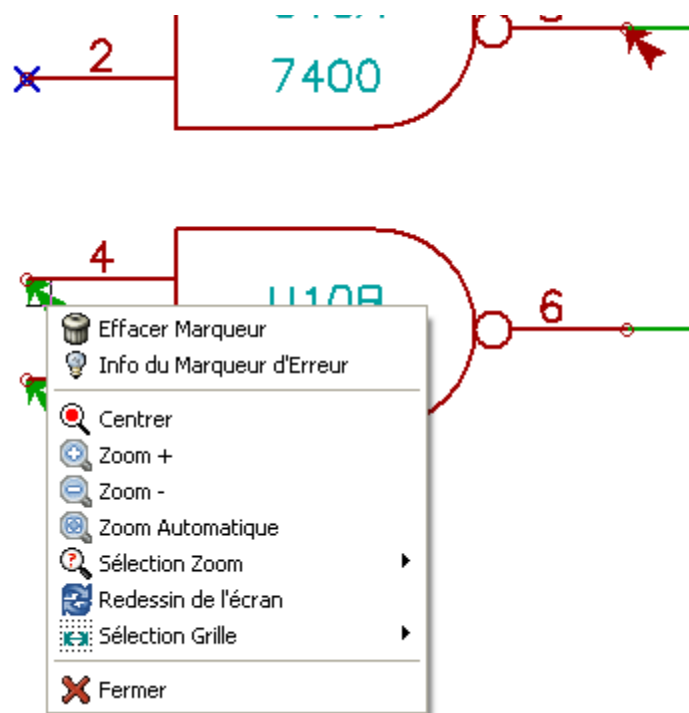 2
7400
4
U10B
6
Effacer Marqueur
Info du Marqueur d'Erreur
Centrer
Zoom +
Zoom -
Zoom Automatique
Sélection Zoom
Redessin de l'écran
Sélection Grille
Fermer